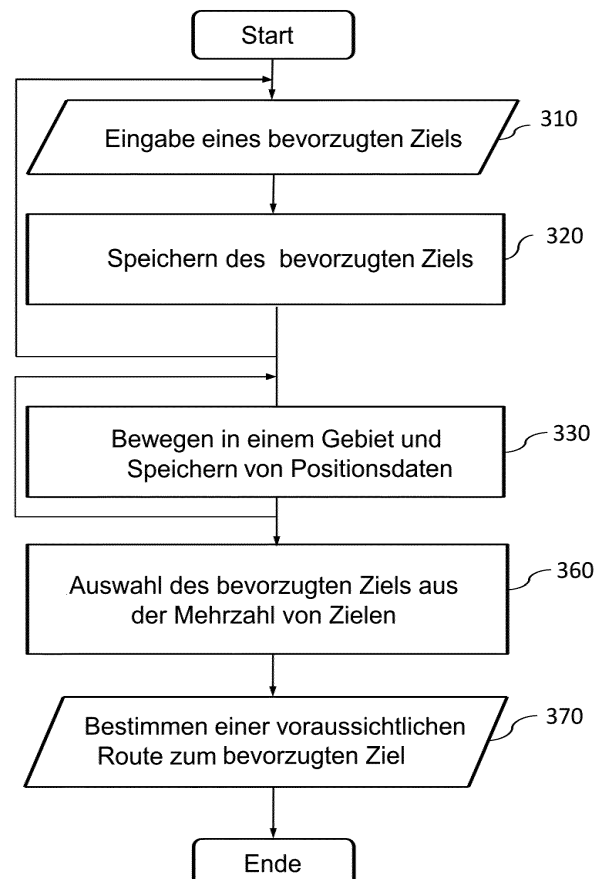 Start
Eingabe eines bevorzugten Ziels
310
Speichern des bevorzugten Ziels
320
Bewegen in einem Gebiet und
Speichern von Positionsdaten
330
Auswahl des bevorzugten Ziels aus
der Mehrzahl von Zielen
360
Bestimmen einer voraussichtlichen
Route zum bevorzugten Ziel
370
Ende